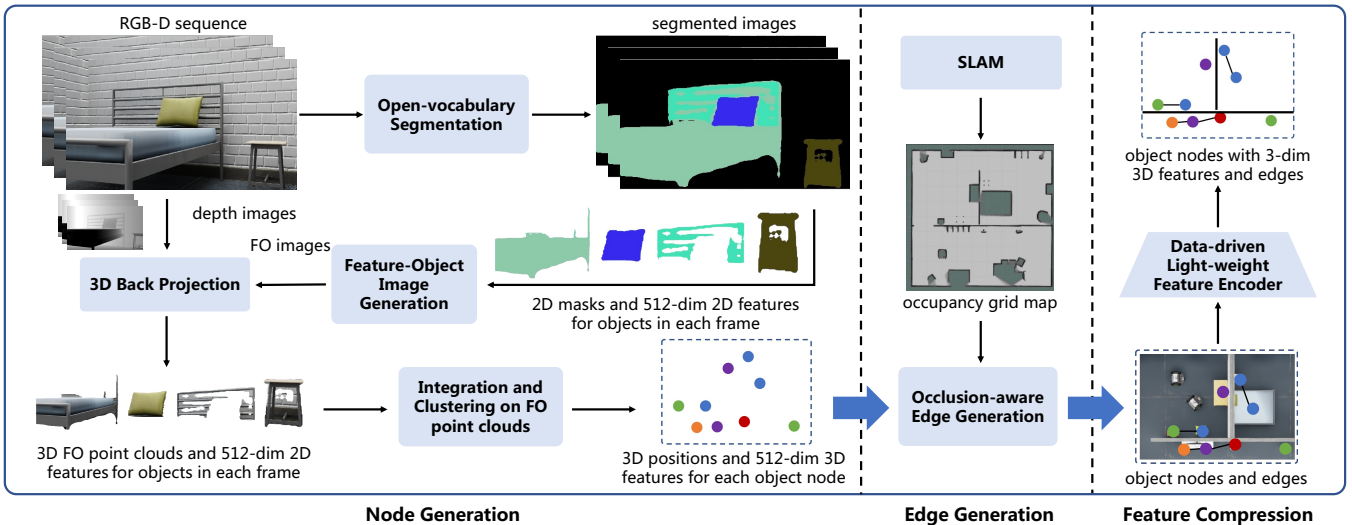 RGB-D sequence
segmented images
Open-vocabulary
Segmentation
depth images
FO images
3D Back Projection
Feature-Object
Image
Generation
2D masks and 512-dim 2D features
for objects in each frame
3D FO point clouds and 512-dim 2D
features for objects in each frame
Integration and
Clustering on FO
point clouds
3D positions and 512-dim 3D
features for each object node
Node Generation
SLAM
occupancy grid map
Occlusion-aware
Edge Generation
Edge Generation
object nodes with 3-dim
3D features and edges
Data-driven
Light-weight
Feature Encoder
object nodes and edges
Feature Compression